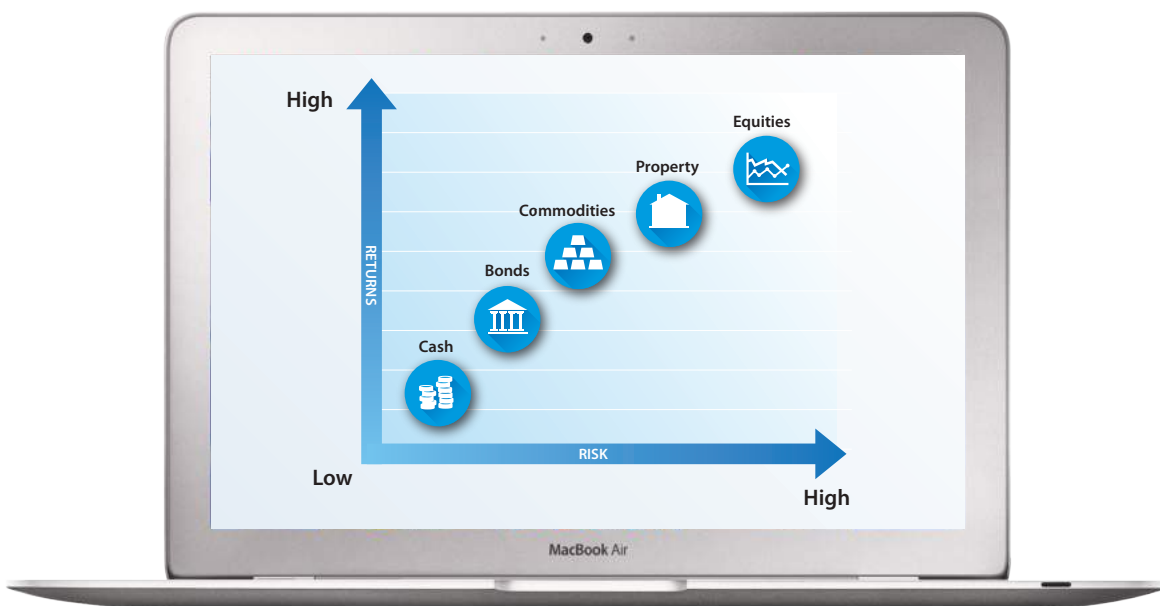 High
Equities
Property
Commodities
Bonds
Cash
RETURNS
RISK
Low
High
MacBook Air